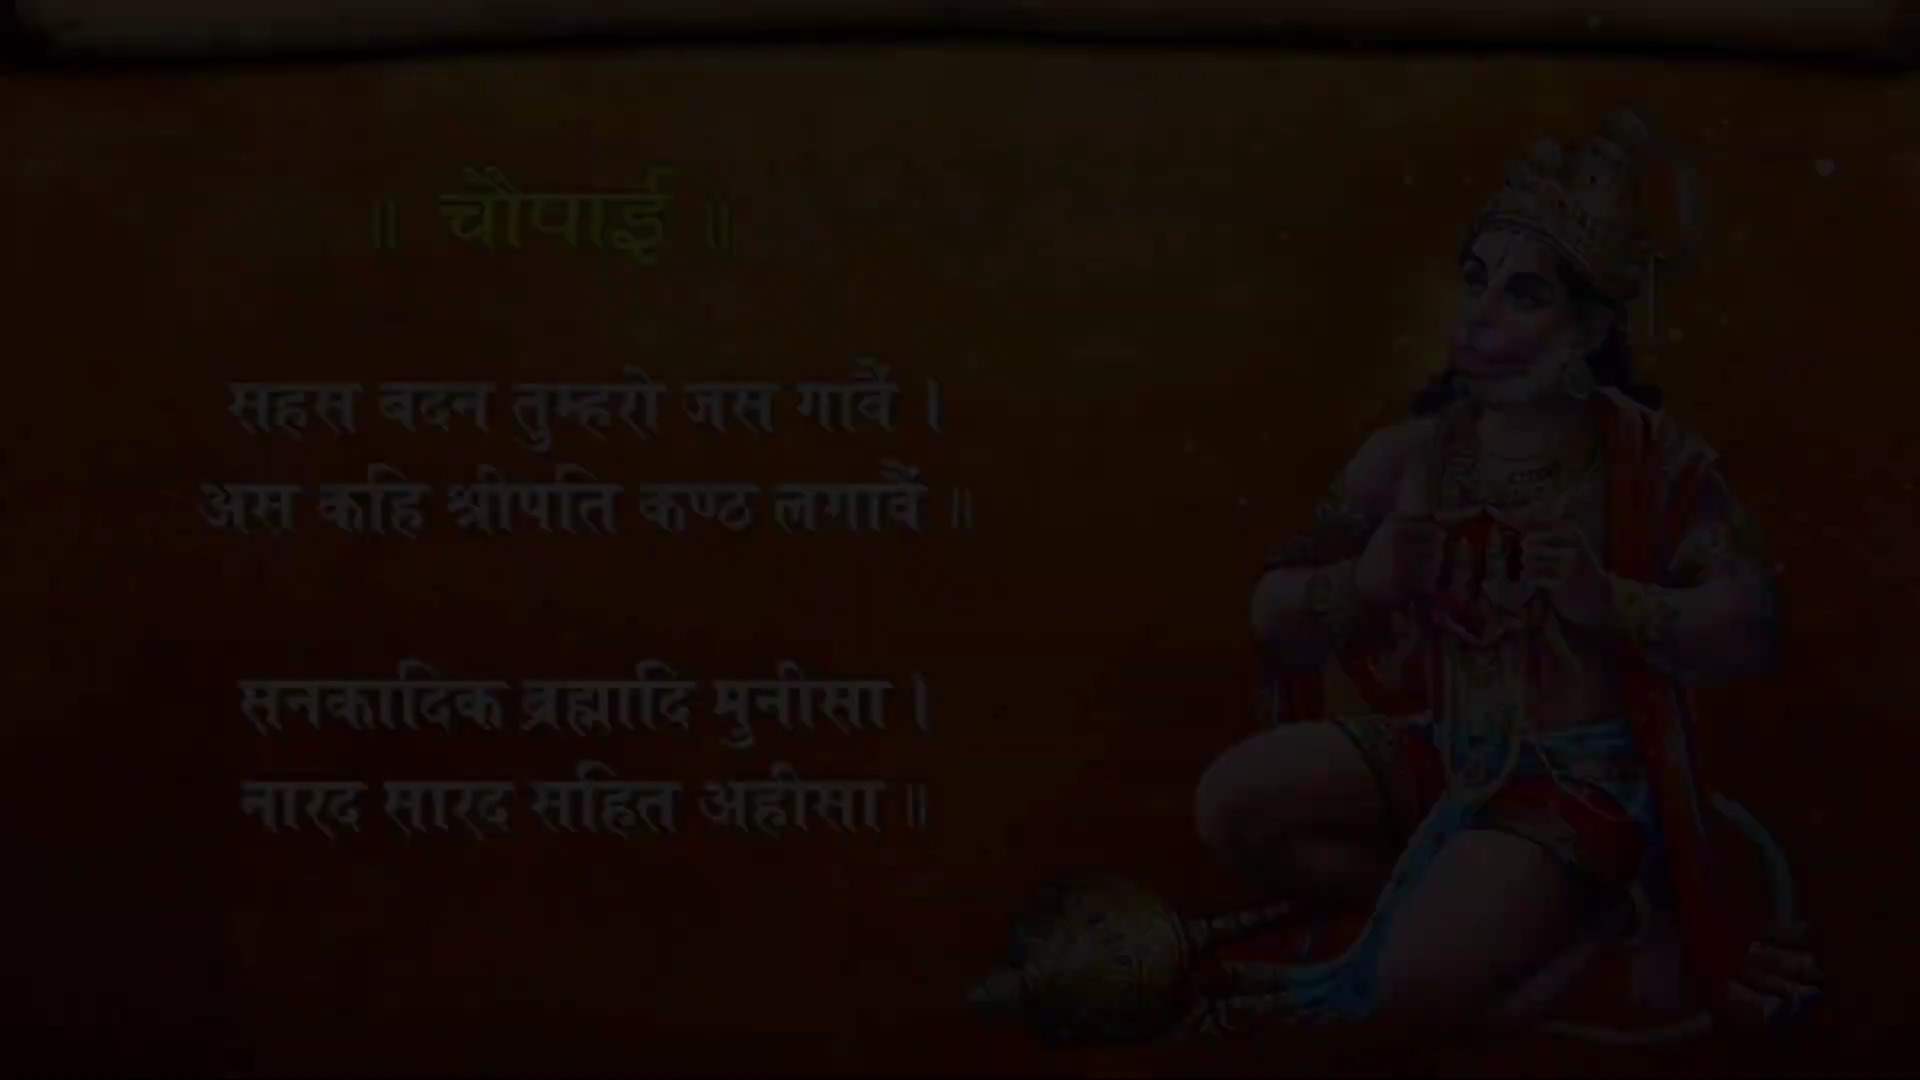 ॥ चौपाई ॥
सहस बदन तुम्हरो जस गावैं ।
अस कहि श्रीपति कण्ठ लगावैं ॥
सनकादिक ब्रह्मादि मुनीसा ।
नारद सारद सहित अहीसा ॥